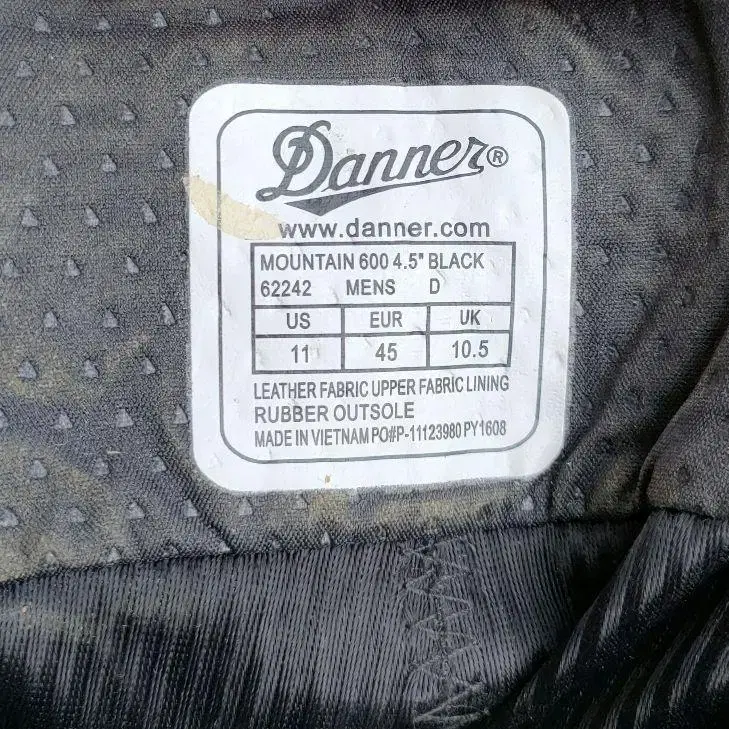 Danner®
www.danner.com
MOUNTAIN 600 4.5" BLACK
62242 MENS D
US EUR UK
11 45 10.5
LEATHER FABRIC UPPER FABRIC LINING
RUBBER OUTSOLE
MADE IN VIETNAM PO#P-11123980 PY1608